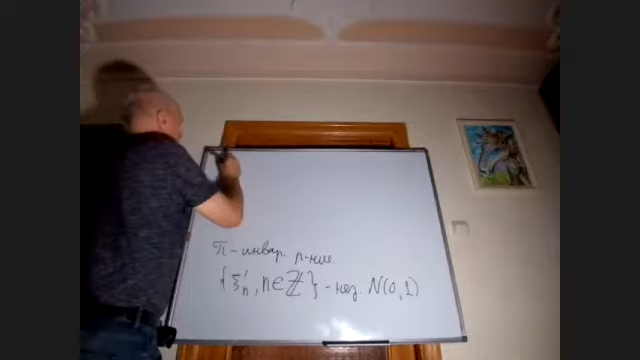 π - инвар. р-ние
{ξ'ₙ, n∈ℤ} - нез. N(0,1)